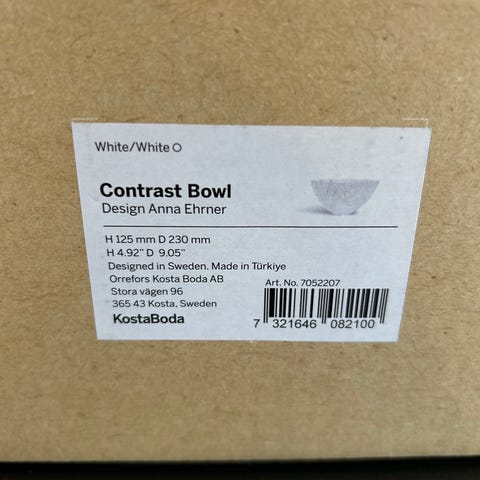 White/White O
Contrast Bowl
Design Anna Ehrner
H 125 mm D 230 mm
H 4.92" D 9.05"
Designed in Sweden. Made in Türkiye
Orrefors Kosta Boda AB
Stora vägen 96
365 43 Kosta, Sweden
KostaBoda
Art. No. 7052207
7 321646 082100